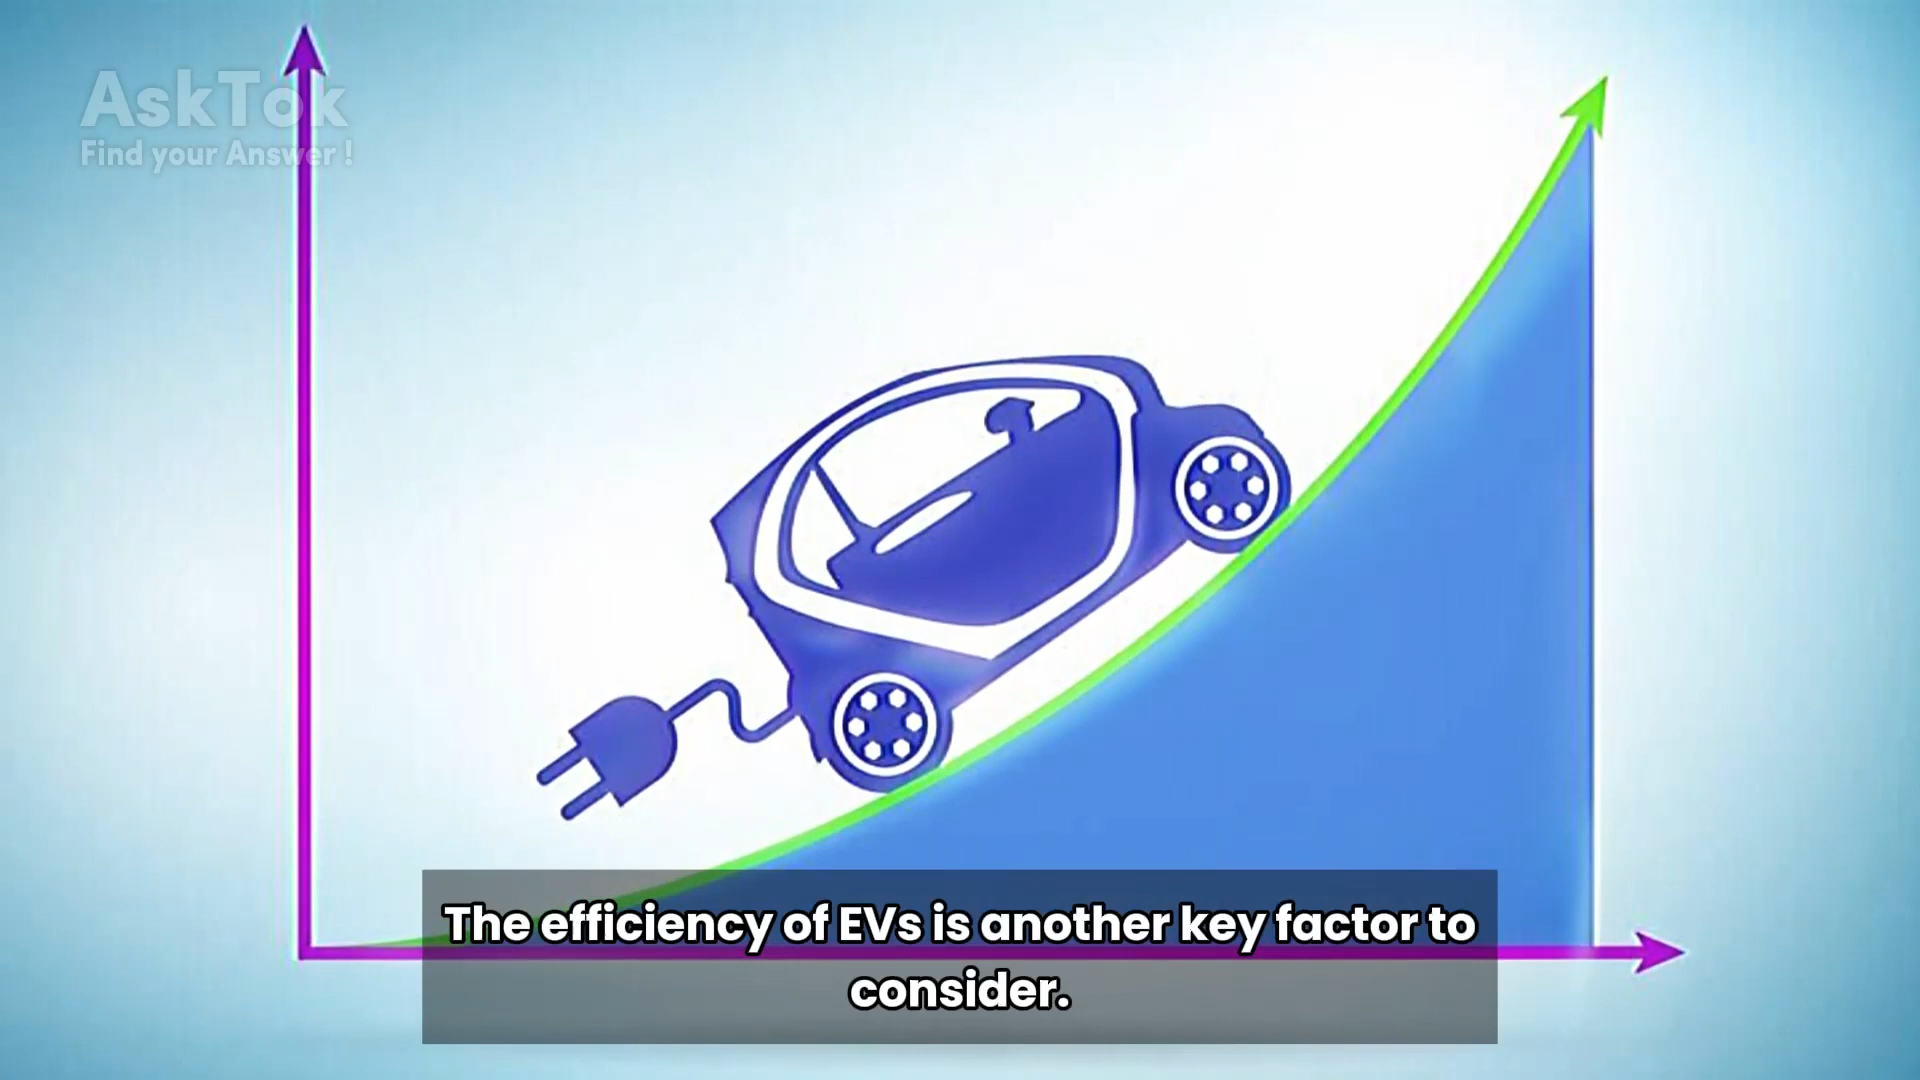 AskTok
Find your Answer !
The efficiency of EVs is another key factor to
consider.